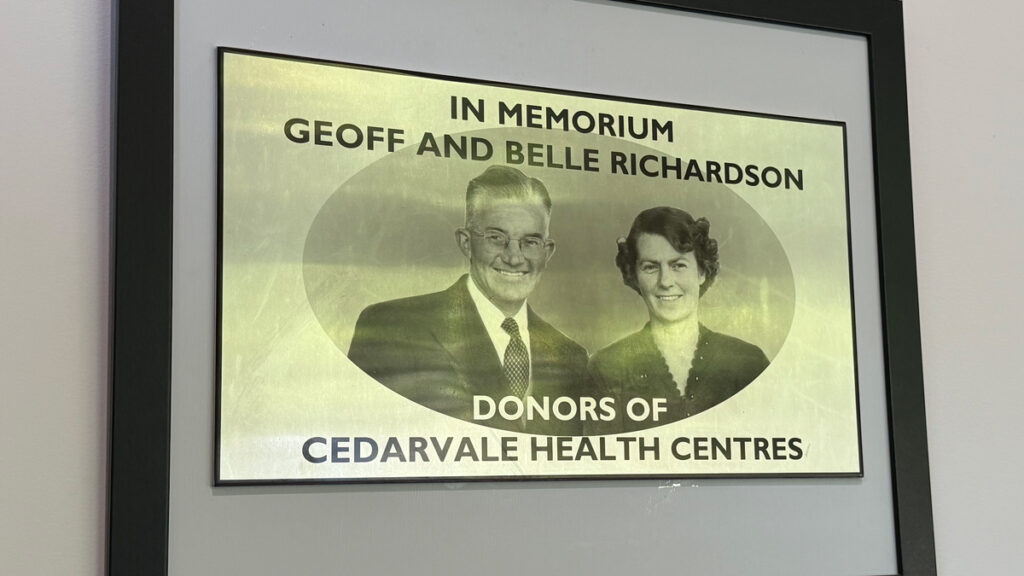 IN MEMORIUM
GEOFF AND BELLE RICHARDSON
DONORS OF
CEDARVALE HEALTH CENTRES